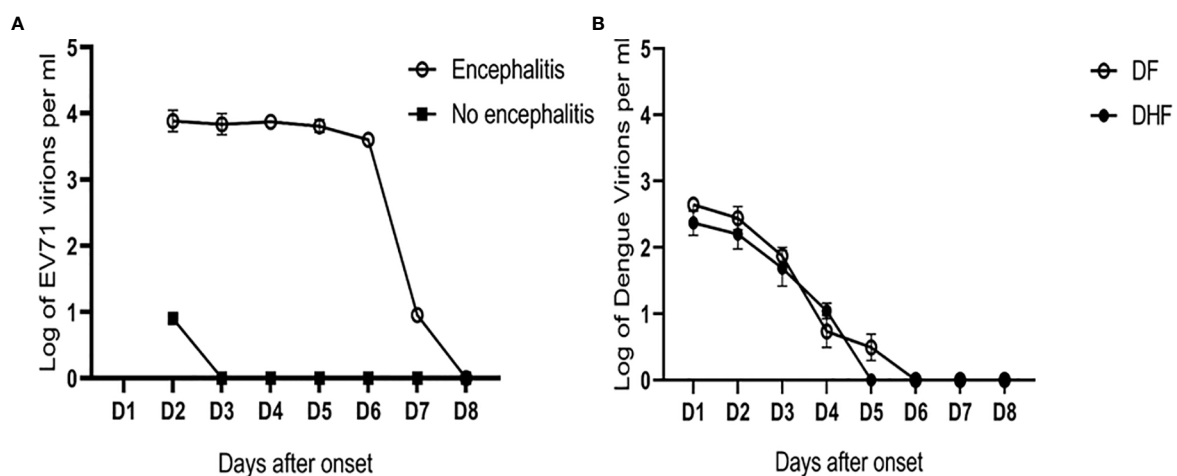 A
Log of EV71 virions per ml
5
4
3
2
1
0
D1 D2 D3 D4 D5 D6 D7 D8
Days after onset
Encephalitis
No encephalitis
B
Log of Dengue Virions per ml
5
4
3
2
1
0
D1 D2 D3 D4 D5 D6 D7 D8
Days after onset
DF
DHF